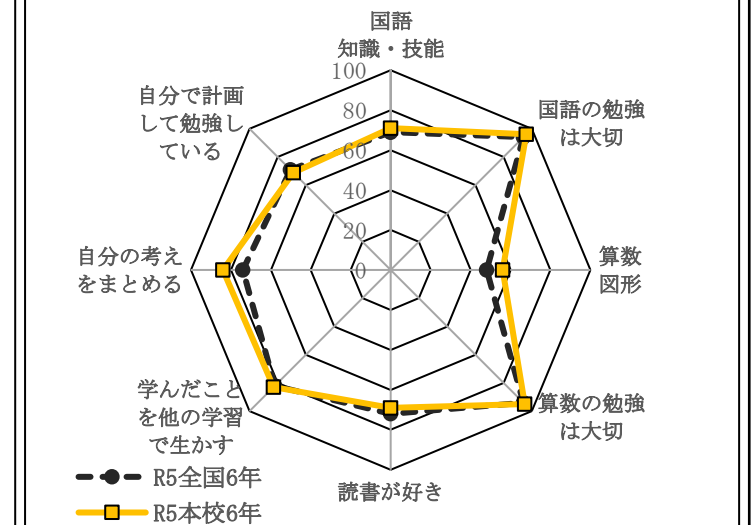 国語
知識・技能
100
80
60
40
20
0
国語の勉強
は大切
算数
図形
算数の勉強
は大切
読書が好き
学んだこと
を他の学習
で生かす
自分の考え
をまとめる
自分で計画
して勉強し
ている
R5全国6年
R5本校6年